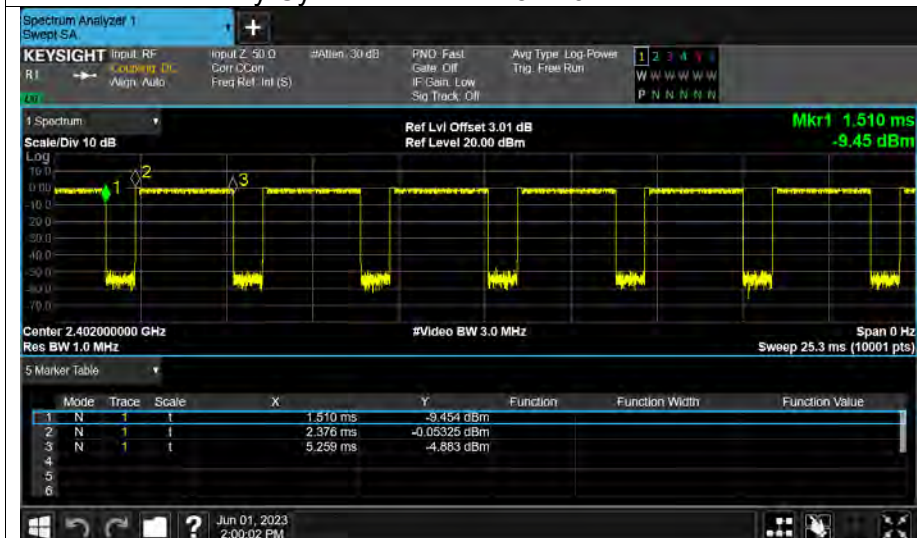 Spectrum Analyzer 1
Swept SA
+
KEYSIGHT Input: RF Input Z: 50 Ω #Atten: 30 dB PNO: Fast Avg Type: Log-Power 1 2 3 4 5 6
R1 Coupling: DC Corr CCorr Gate: Off Trig: Free Run W W W W W W
Align: Auto Freq Ref: Int (S) IF Gain: Low
Sig Track: Off P N N N N N
1 Spectrum Ref Lvl Offset 3.01 dB Mkr1 1.510 ms
Scale/Div 10 dB Ref Level 20.00 dBm -9.45 dBm
Log
10.0
0.00
-10.0
-20.0
-30.0
-40.0
-50.0
-60.0
-70.0
1 2 3
Center 2.402000000 GHz #Video BW 3.0 MHz Span 0 Hz
Res BW 1.0 MHz Sweep 25.3 ms (10001 pts)
5 Marker Table
Mode Trace Scale X Y Function Function Width Function Value
1 N 1 t 1.510 ms -9.454 dBm
2 N 1 t 2.376 ms -0.05325 dBm
3 N 1 t 5.259 ms -4.883 dBm
4
5
6
? Jun 01, 2023
2:00:02 PM